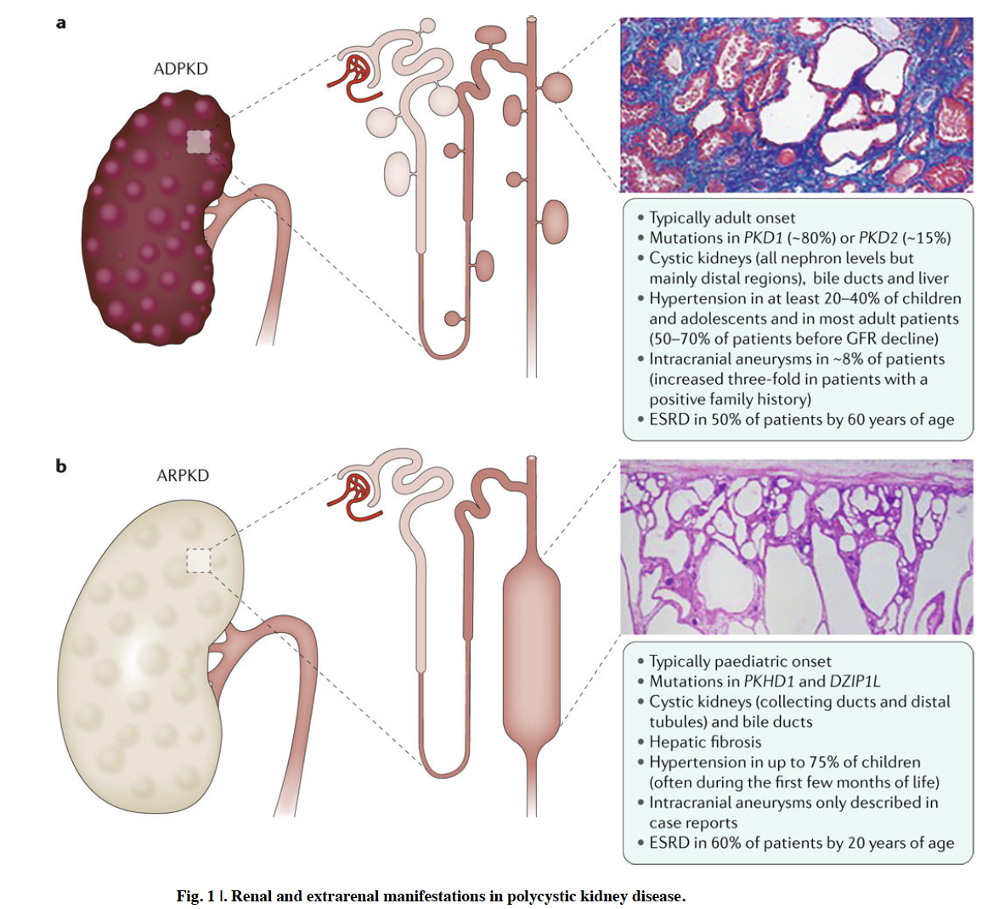 a
ADPKD
• Typically adult onset
• Mutations in PKD1 (~80%) or PKD2 (~15%)
• Cystic kidneys (all nephron levels but
mainly distal regions), bile ducts and liver
• Hypertension in at least 20–40% of children
and adolescents and in most adult patients
(50–70% of patients before GFR decline)
• Intracranial aneurysms in ~8% of patients
(increased three-fold in patients with a
positive family history)
• ESRD in 50% of patients by 60 years of age
b
ARPKD
• Typically paediatric onset
• Mutations in PKHD1 and DZIP1L
• Cystic kidneys (collecting ducts and distal
tubules) and bile ducts
• Hepatic fibrosis
• Hypertension in up to 75% of children
(often during the first few months of life)
• Intracranial aneurysms only described in
case reports
• ESRD in 60% of patients by 20 years of age
Fig. 1 |. Renal and extrarenal manifestations in polycystic kidney disease.